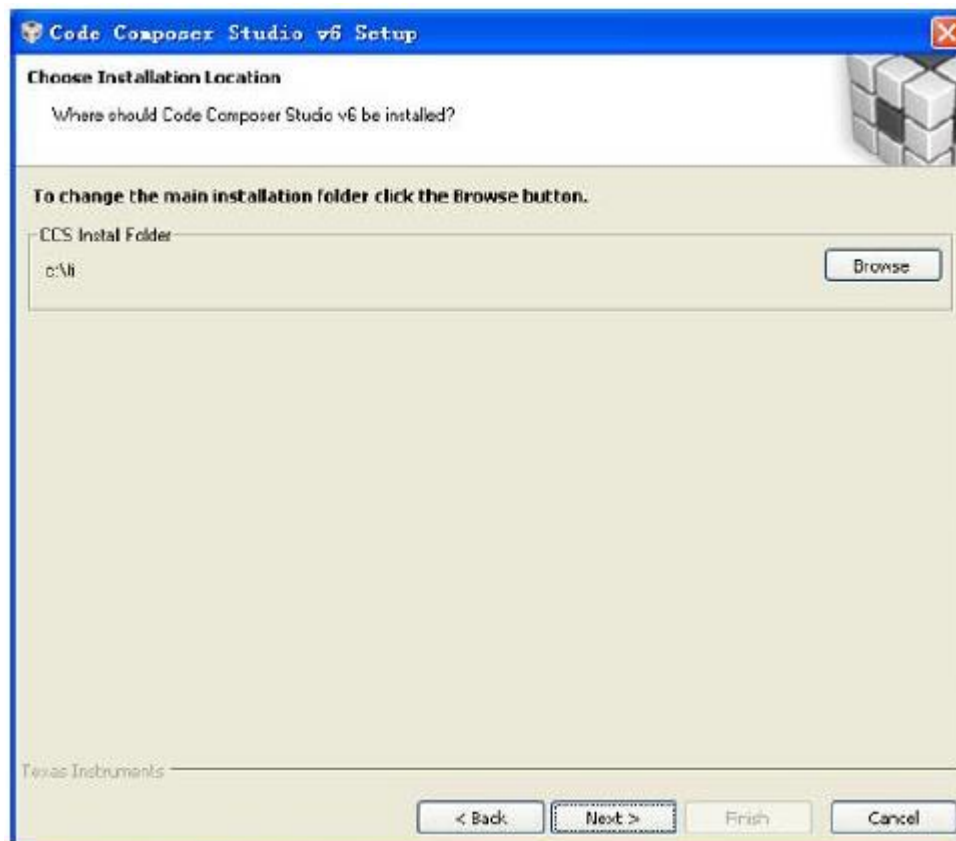 Code Composer Studio v6 Setup
Choose Installation Location
Where should Code Composer Studio v6 be installed?
To change the main installation folder click the Browse button.
CCS Install Folder
c:\ti
Browse
Texas Instruments
< Back
Next >
Finish
Cancel